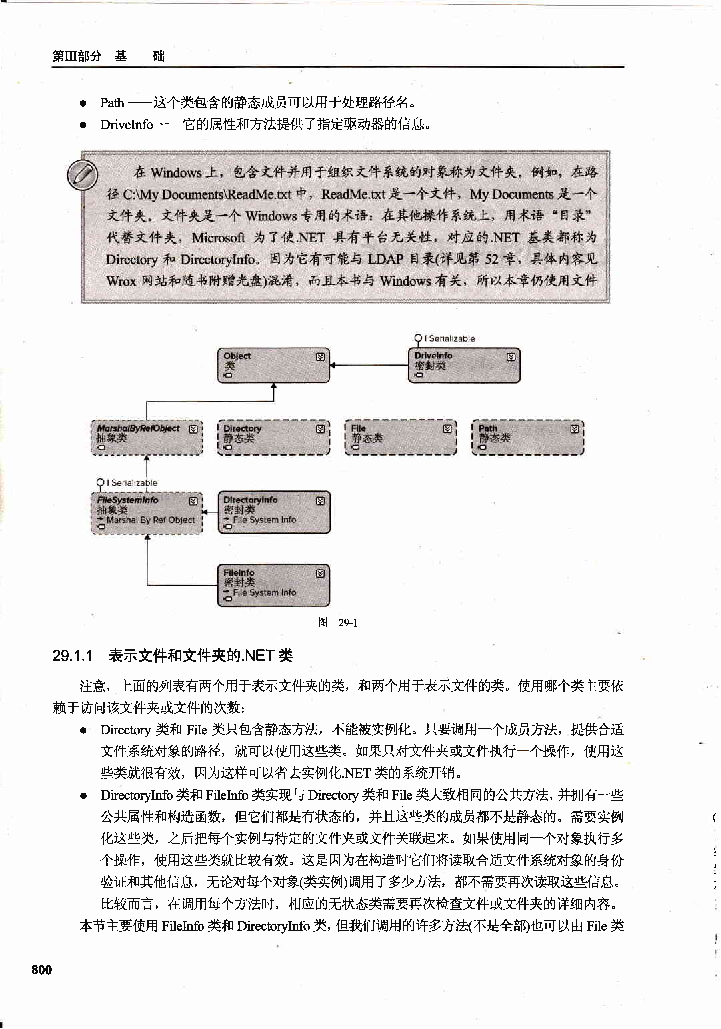 第III部分 基 础
● Path ——这个类包含的静态成员可以用于处理路径名。
● DriveInfo —— 它的属性和方法提供了指定驱动器的信息。
在 Windows 上，包含文件并用于组织文件系统的对象称为文件夹，例如，在路
径 C:\My Documents\ReadMe.txt 中，ReadMe.txt 是一个文件，My Documents 是一个
文件夹。文件夹是一个 Windows 专用的术语：在其他操作系统上，用术语“目录”
代替文件夹，Microsoft 为了使.NET 具有平台无关性，对应的.NET 基类都称为
Directory 和 DirectoryInfo。因为它有可能与 LDAP 目录(详见第 52 章，具体内容见
Wrox 网站和随书附赠光盘)混淆，而且本书与 Windows 有关，所以本章仍使用文件
ISerializable
Object
类
DriveInfo
密封类
MarshalByRefObject
抽象类
Directory
静态类
File
静态类
Path
静态类
ISerializable
FileSystemInfo
抽象类
Marshal By Ref Object
DirectoryInfo
密封类
File System Info
FileInfo
密封类
File System Info
图 29-1
29.1.1 表示文件和文件夹的.NET 类
注意，上面的列表有两个用于表示文件夹的类，和两个用于表示文件的类。使用哪个类主要依
赖于访问该文件夹或文件的次数：
● Directory 类和 File 类只包含静态方法，不能被实例化。只要调用一个成员方法，提供合适
文件系统对象的路径，就可以使用这些类。如果只对文件夹或文件执行一个操作，使用这
些类就很有效，因为这样可以省去实例化.NET 类的系统开销。
● DirectoryInfo 类和 FileInfo 类实现与 Directory 类和 File 类大致相同的公共方法，并拥有一些
公共属性和构造函数，但它们都是有状态的，并且这些类的成员都不是静态的。需要实例
化这些类，之后把每个实例与特定的文件夹或文件关联起来。如果使用同一个对象执行多
个操作，使用这些类就比较有效。这是因为在构造时它们将读取合适文件系统对象的身份
验证和其他信息，无论对每个对象(类实例)调用了多少方法，都不需要再次读取这些信息。
比较而言，在调用每个方法时，相应的无状态类需要再次检查文件或文件夹的详细内容。
本节主要使用 FileInfo 类和 DirectoryInfo 类，但我们调用的许多方法(不是全部)也可以由 File 类
800